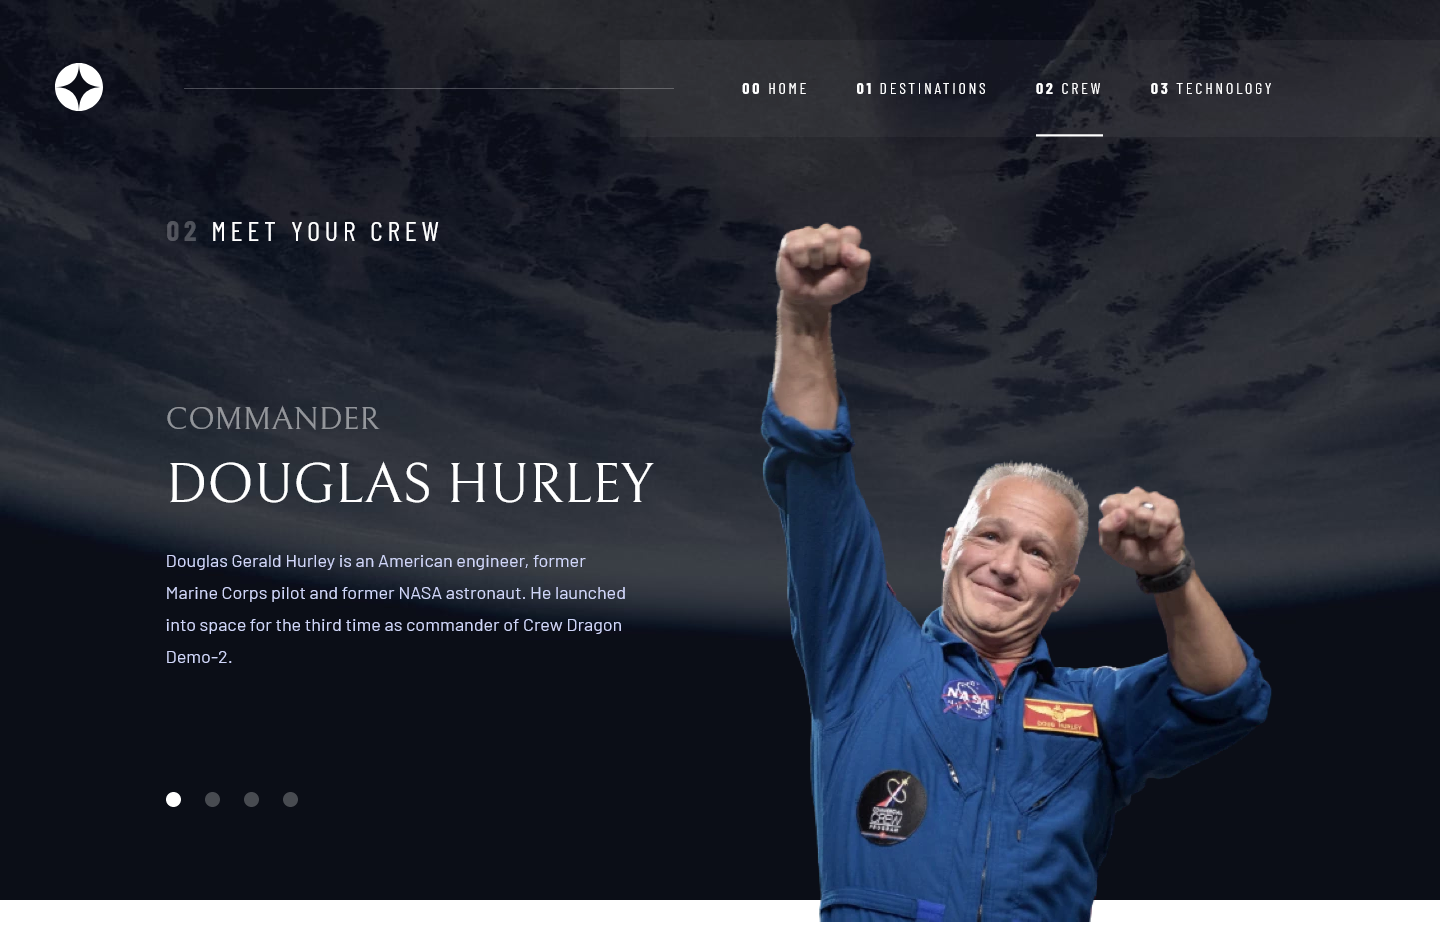 00 HOME 01 DESTINATIONS 02 CREW 03 TECHNOLOGY
02 MEET YOUR CREW
COMMANDER
DOUGLAS HURLEY
Douglas Gerald Hurley is an American engineer, former
Marine Corps pilot and former NASA astronaut. He launched
into space for the third time as commander of Crew Dragon
Demo-2.
NASA
DOUG HURLEY
COMMERCIAL
CREW
PROGRAM